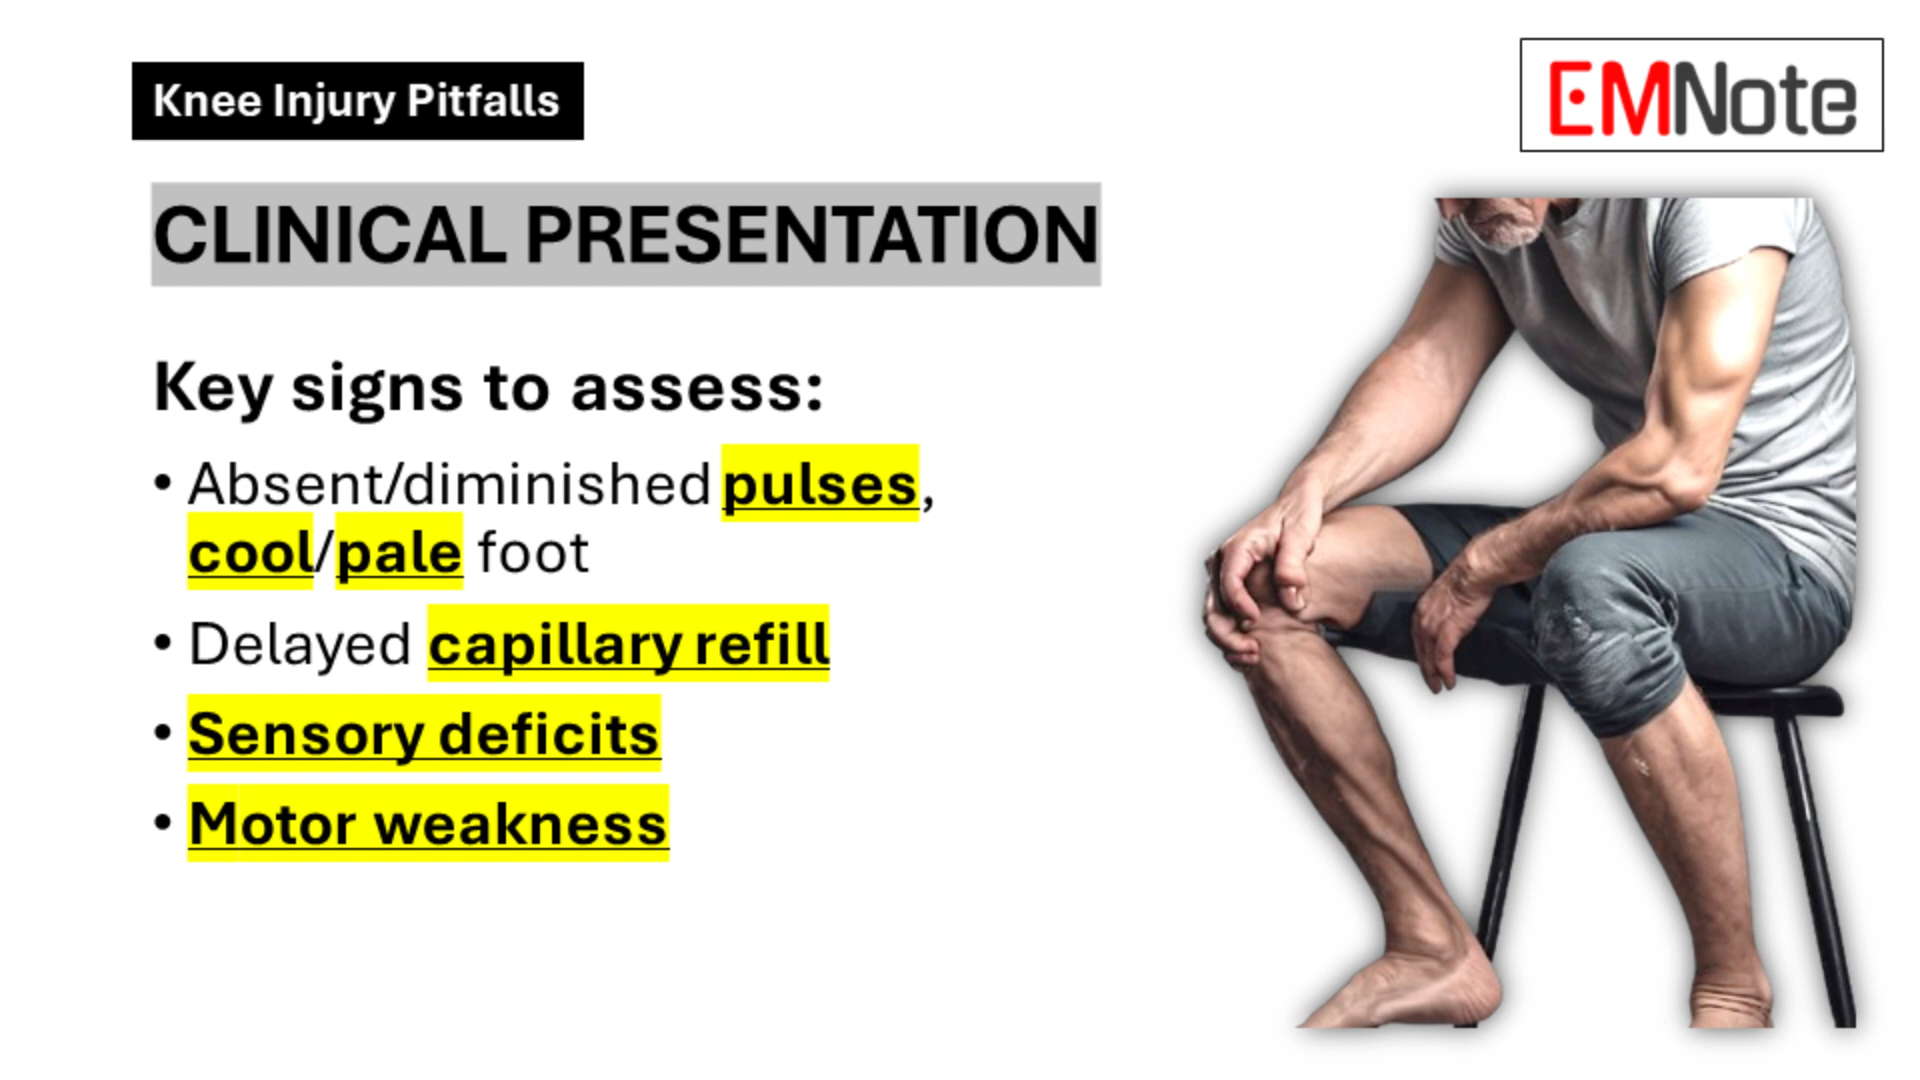 Knee Injury Pitfalls
EMNote
CLINICAL PRESENTATION
Key signs to assess:
• Absent/diminished pulses,
cool/pale foot
• Delayed capillary refill
• Sensory deficits
• Motor weakness